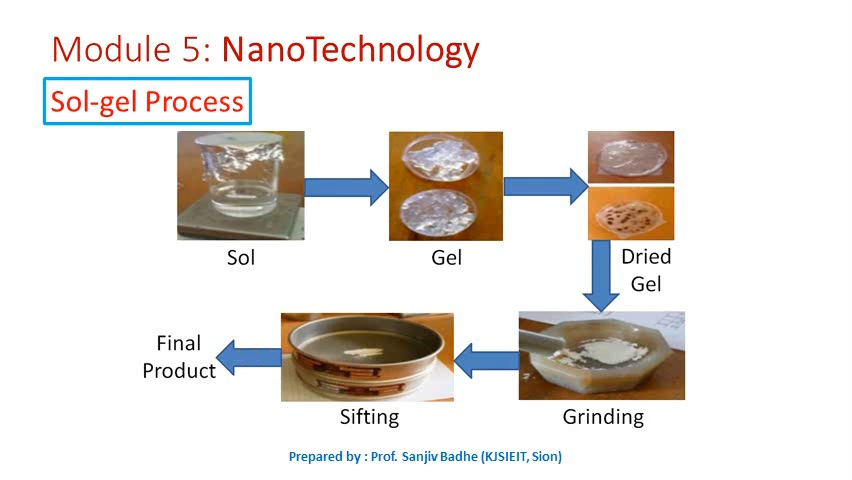 Module 5: NanoTechnology
Sol-gel Process
Sol
Gel
Dried
Gel
Final
Product
Sifting
Grinding
Prepared by : Prof. Sanjiv Badhe (KJSIEIT, Sion)